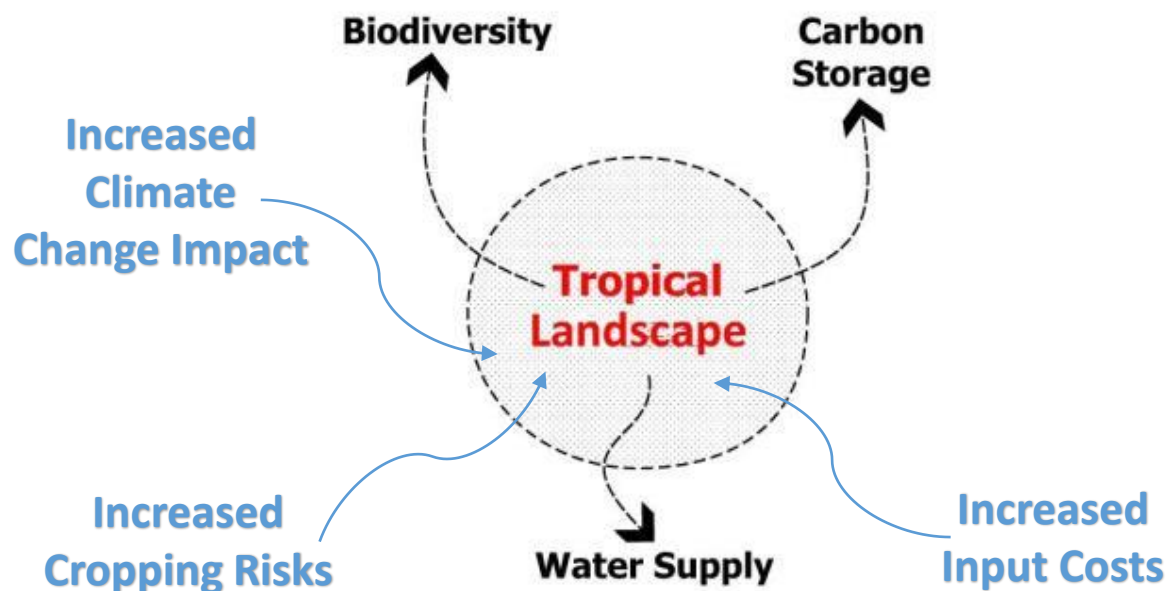 Biodiversity
Carbon
Storage
Increased
Climate
Change Impact
Tropical
Landscape
Increased
Cropping Risks
Water Supply
Increased
Input Costs